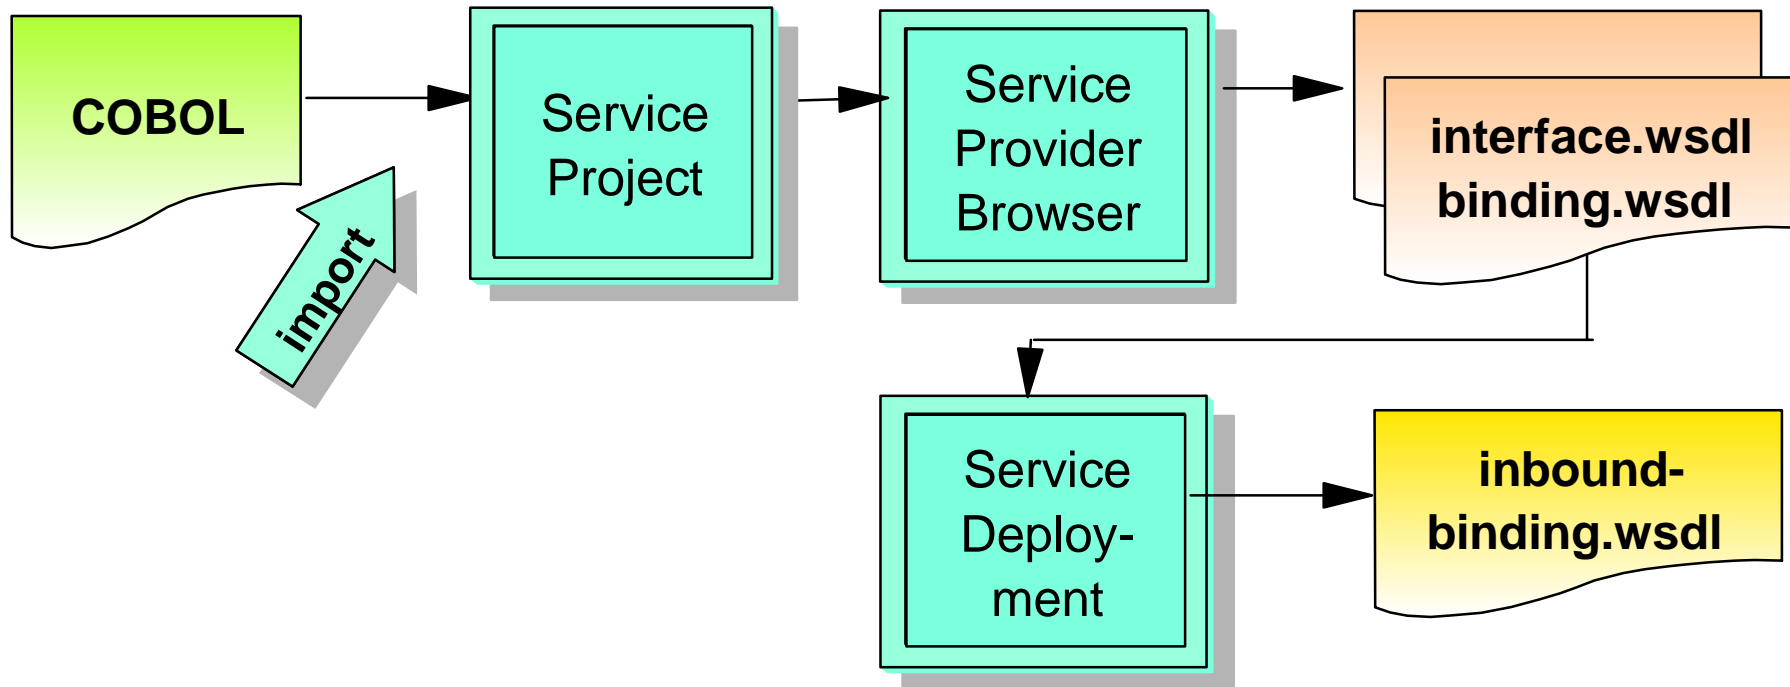 COBOL
import
Service
Project
Service
Provider
Browser
interface.wsdl
binding.wsdl
Service
Deploy-
ment
inbound-
binding.wsdl